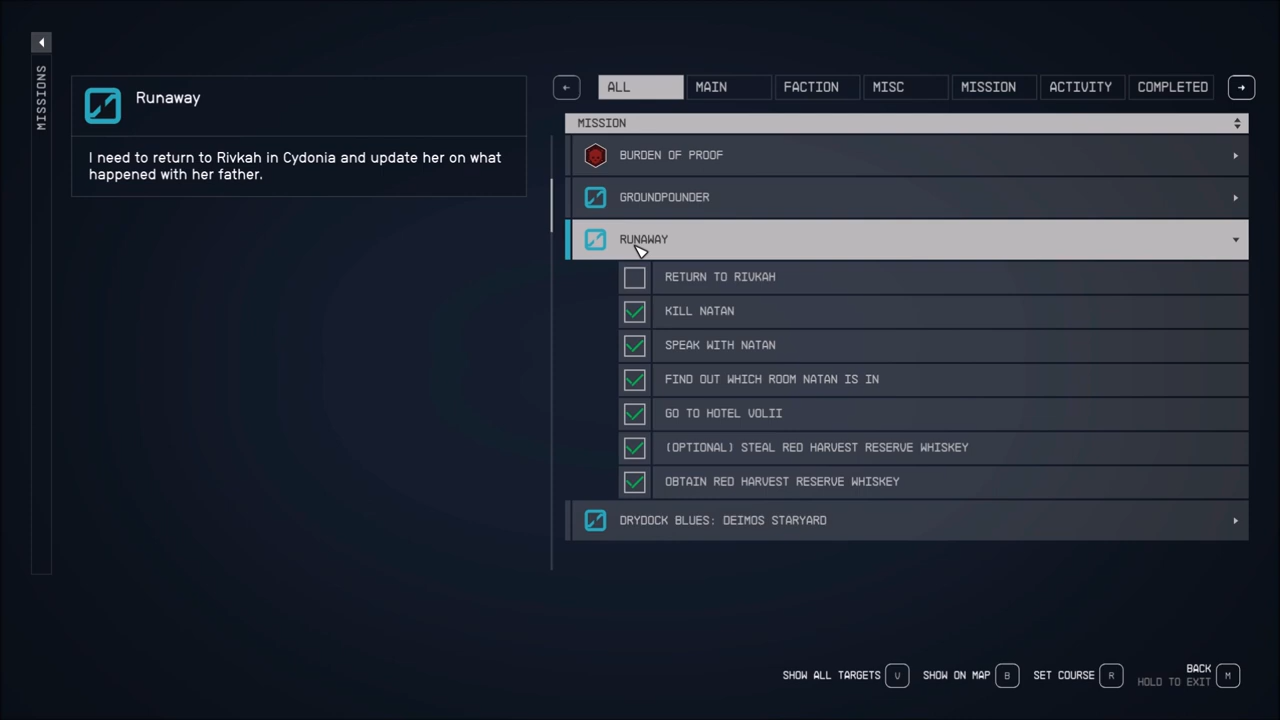 MISSIONS
Runaway
I need to return to Rivkah in Cydonia and update her on what
happened with her father.
ALL
MAIN
FACTION
MISC
MISSION
ACTIVITY
COMPLETED
MISSION
BURDEN OF PROOF
GROUNDPOUNDER
RUNAWAY
RETURN TO RIVKAH
KILL NATAN
SPEAK WITH NATAN
FIND OUT WHICH ROOM NATAN IS IN
GO TO HOTEL VOLII
(OPTIONAL) STEAL RED HARVEST RESERVE WHISKEY
OBTAIN RED HARVEST RESERVE WHISKEY
DRYDOCK BLUES: DEIMOS STARYARD
SHOW ALL TARGETS V
SHOW ON MAP B
SET COURSE R
BACK
HOLD TO EXIT M